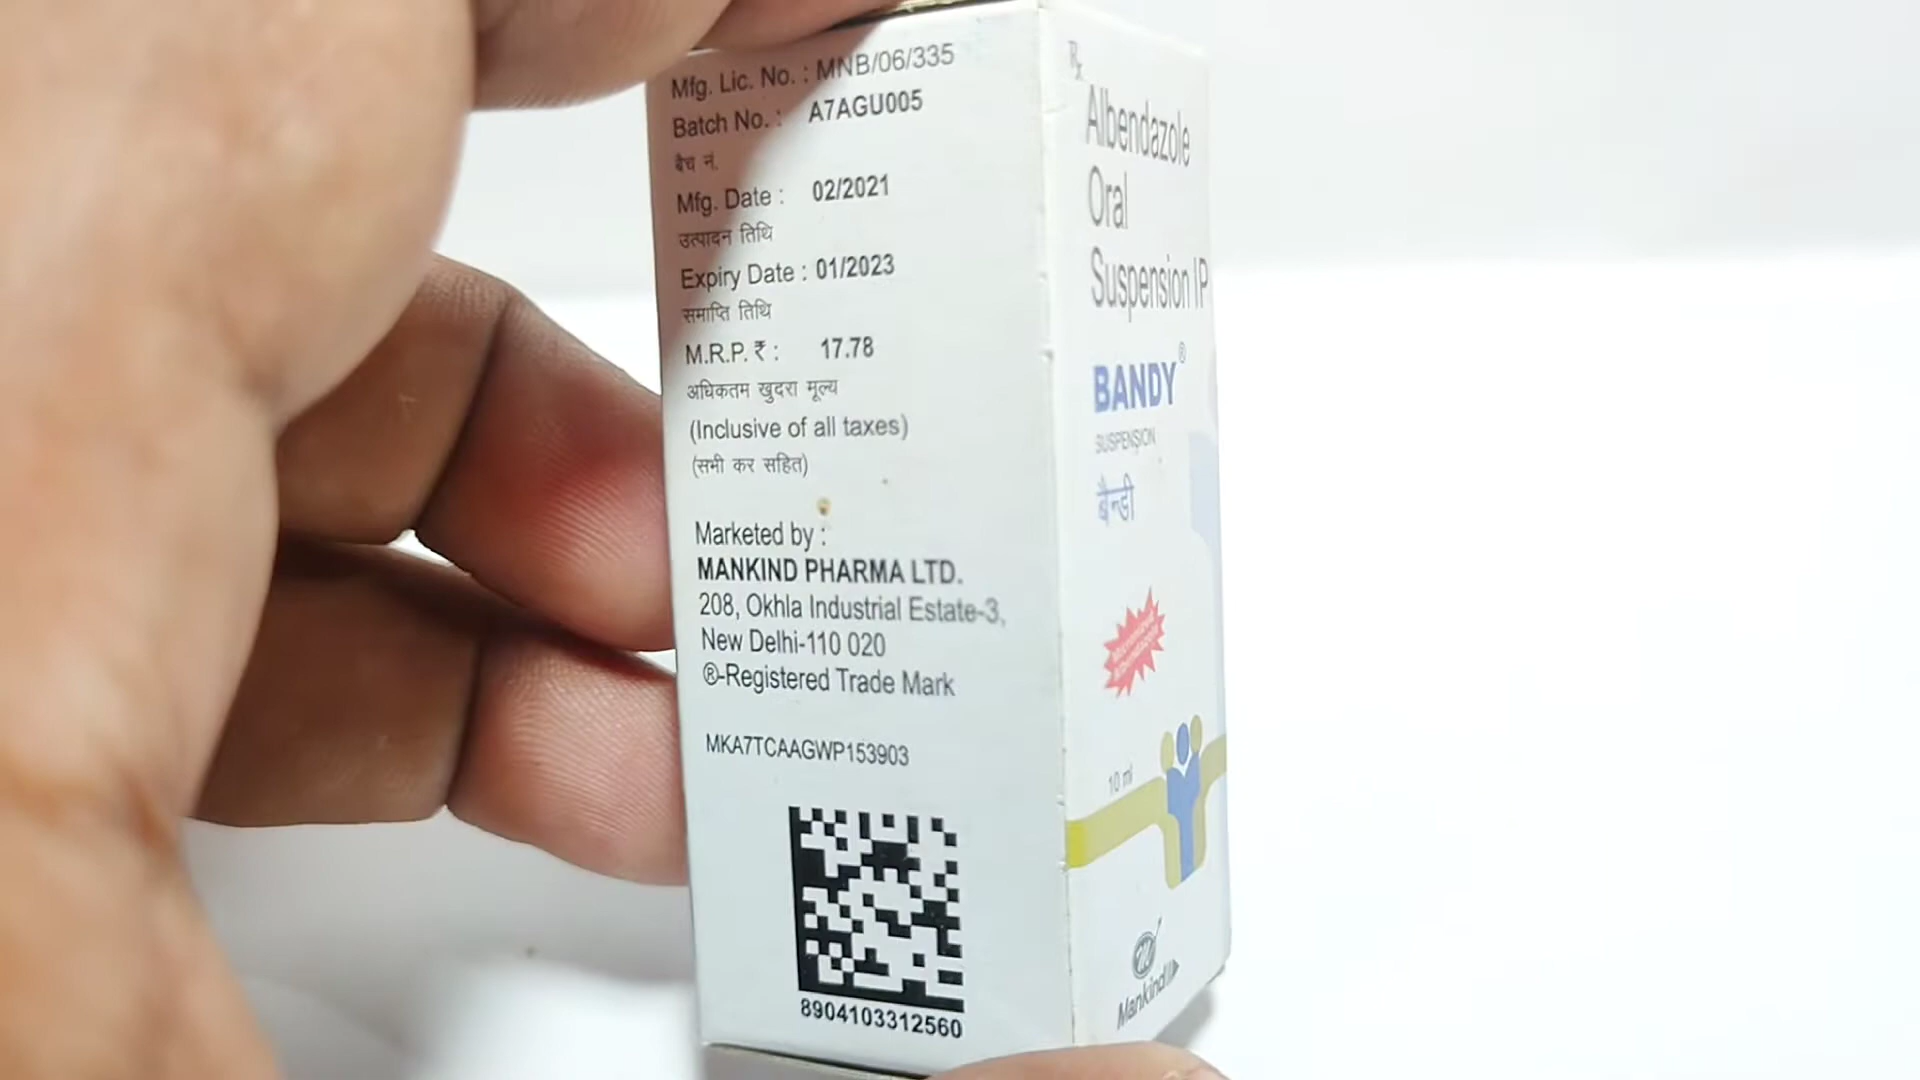 Mfg. Lic. No. : MNB/06/335
Batch No. : A7AGU005
बैच नं.
Mfg. Date : 02/2021
उत्पादन तिथि
Expiry Date : 01/2023
समाप्ति तिथि
M.R.P. ₹ : 17.78
अधिकतम खुदरा मूल्य
(Inclusive of all taxes)
(सभी कर सहित)
Marketed by :
MANKIND PHARMA LTD.
208, Okhla Industrial Estate-3,
New Delhi-110 020
®-Registered Trade Mark
MKA7TCAAGWP153903
8904103312560
Rx
Albendazole
Oral
Suspension IP
BANDY®
SUSPENSION
बैन्डी
10 ml
Mankind